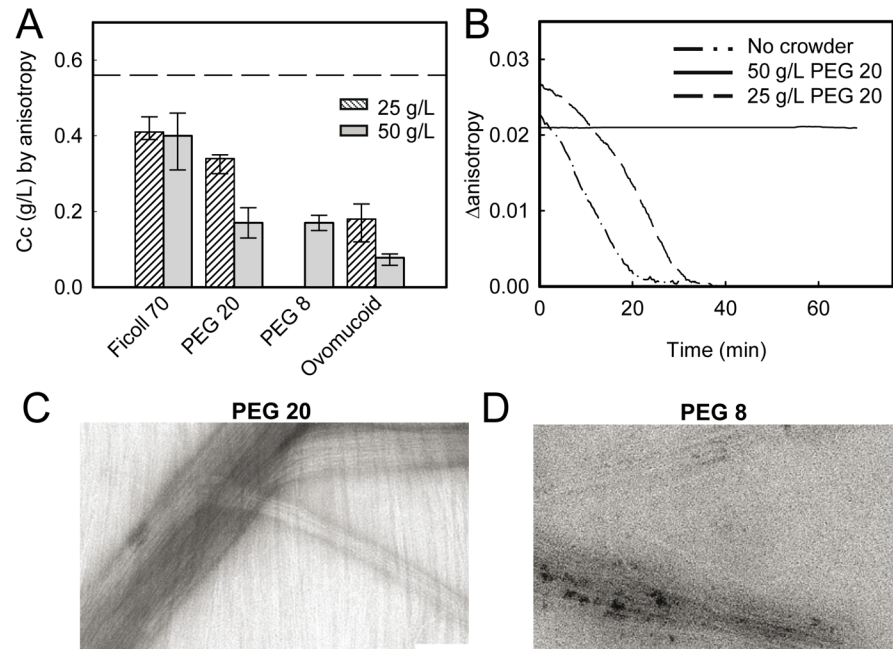 A
Cc (g/L) by anisotropy
0.6
0.4
0.2
0.0
25 g/L
50 g/L
Ficoll 70
PEG 20
PEG 8
Ovomucoid
B
Δanisotropy
0.03
0.02
0.01
0.00
No crowder
50 g/L PEG 20
25 g/L PEG 20
0 20 40 60
Time (min)
C
PEG 20
D
PEG 8